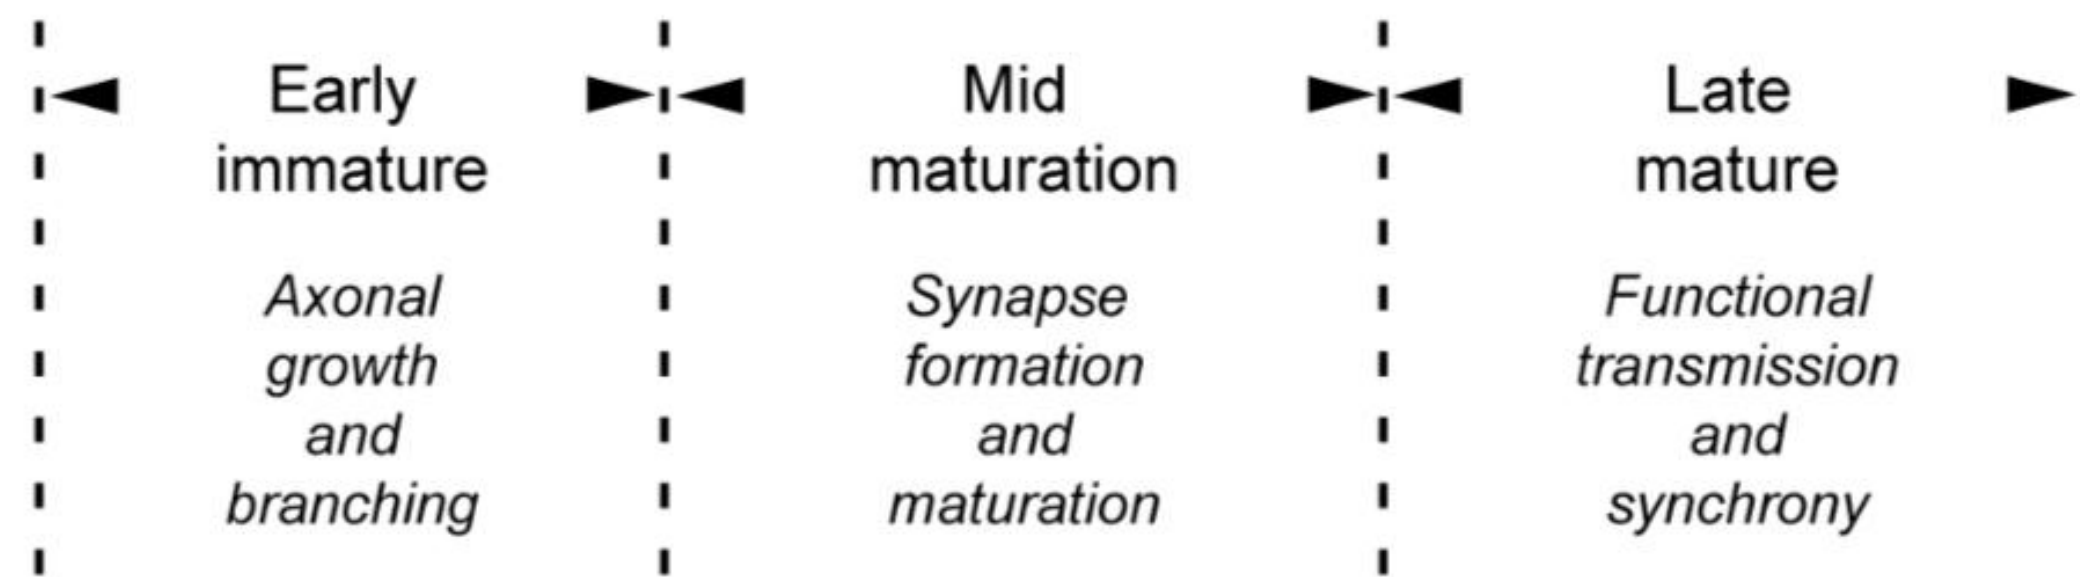 Early
immature
Axonal
growth
and
branching
Mid
maturation
Synapse
formation
and
maturation
Late
mature
Functional
transmission
and
synchrony